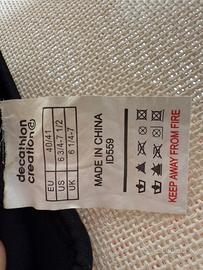 decathlon
creation®
EU 40/41
US 6 3/4-7 1/2
UK 6 1/4-7
MADE IN CHINA
ID559
KEEP AWAY FROM FIRE